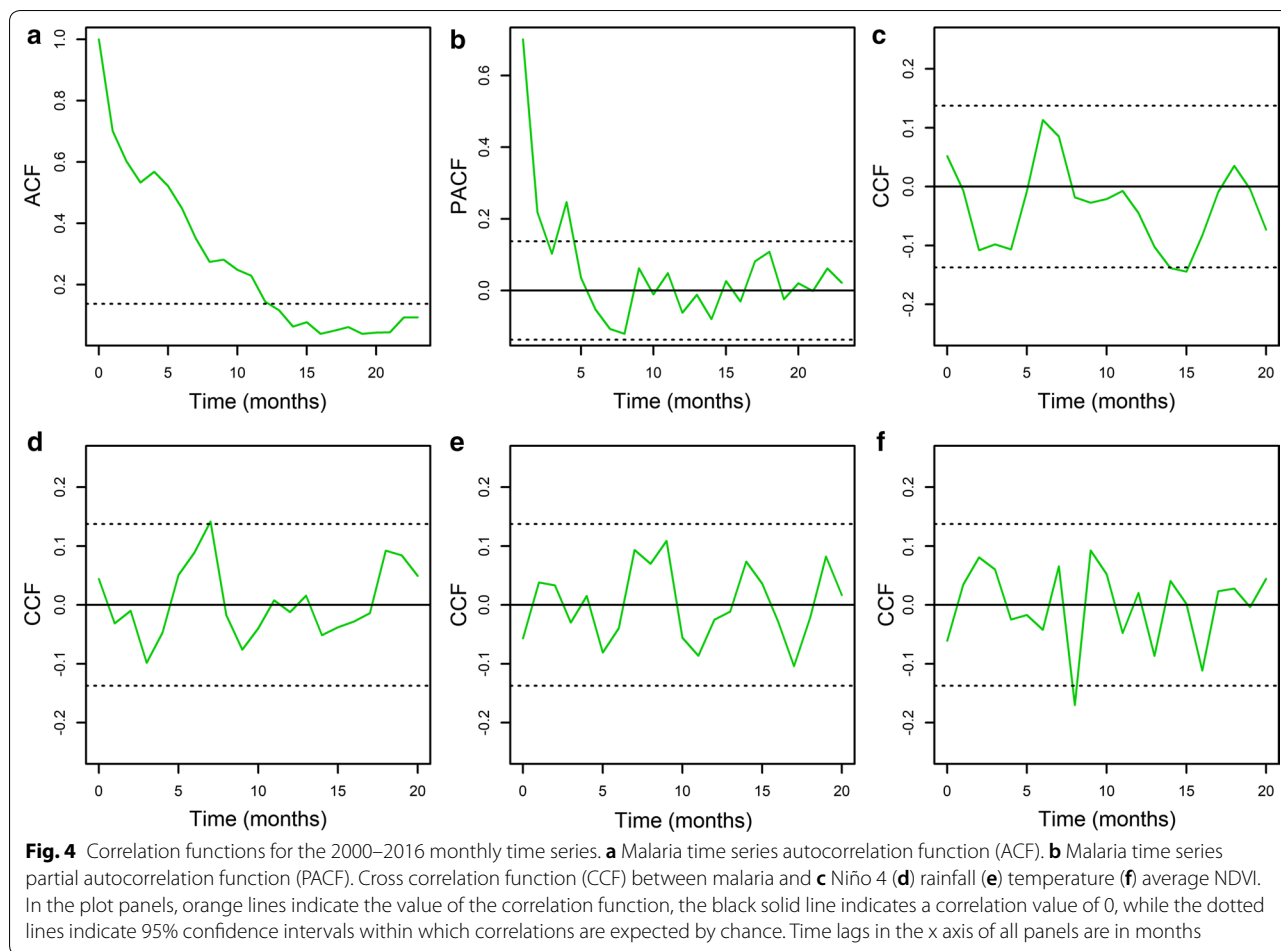 a
1.0
0.8
0.6
0.4
0.2
ACF
0 5 10 15 20
Time (months)
b
0.6
0.4
0.2
0.0
PACF
5 10 15 20
Time (months)
c
0.2
0.1
0.0
-0.1
-0.2
CCF
0 5 10 15 20
Time (months)
d
0.2
0.1
0.0
-0.1
-0.2
CCF
0 5 10 15 20
Time (months)
e
0.2
0.1
0.0
-0.1
-0.2
CCF
0 5 10 15 20
Time (months)
f
0.2
0.1
0.0
-0.1
-0.2
CCF
0 5 10 15 20
Time (months)
Fig. 4 Correlation functions for the 2000–2016 monthly time series. a Malaria time series autocorrelation function (ACF). b Malaria time series
partial autocorrelation function (PACF). Cross correlation function (CCF) between malaria and c Niño 4 (d) rainfall (e) temperature (f) average NDVI.
In the plot panels, orange lines indicate the value of the correlation function, the black solid line indicates a correlation value of 0, while the dotted
lines indicate 95% confidence intervals within which correlations are expected by chance. Time lags in the x axis of all panels are in months